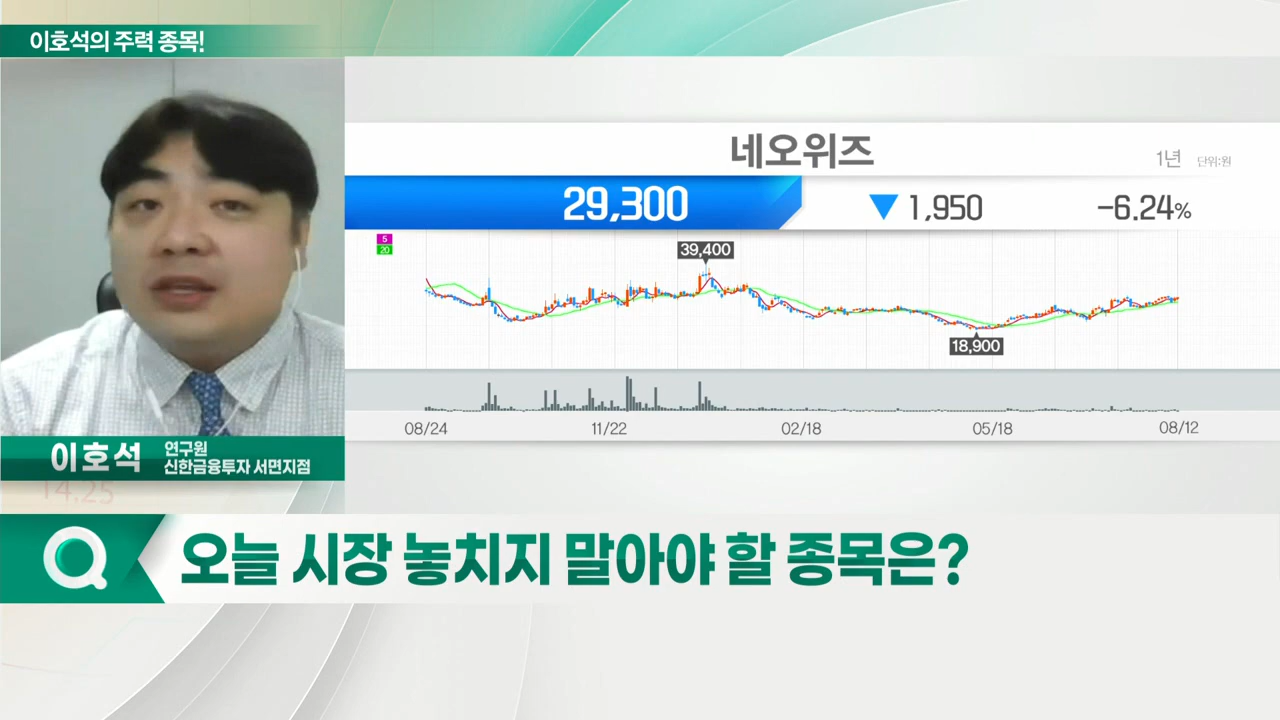 이호석의 주력 종목!
네오위즈
1년 단위:원
29,300 ▼ 1,950 -6.24%
5
20
39,400
18,900
08/24 11/22 02/18 05/18 08/12
이호석 연구원
신한금융투자 서면지점
14.25
오늘 시장 놓치지 말아야 할 종목은?